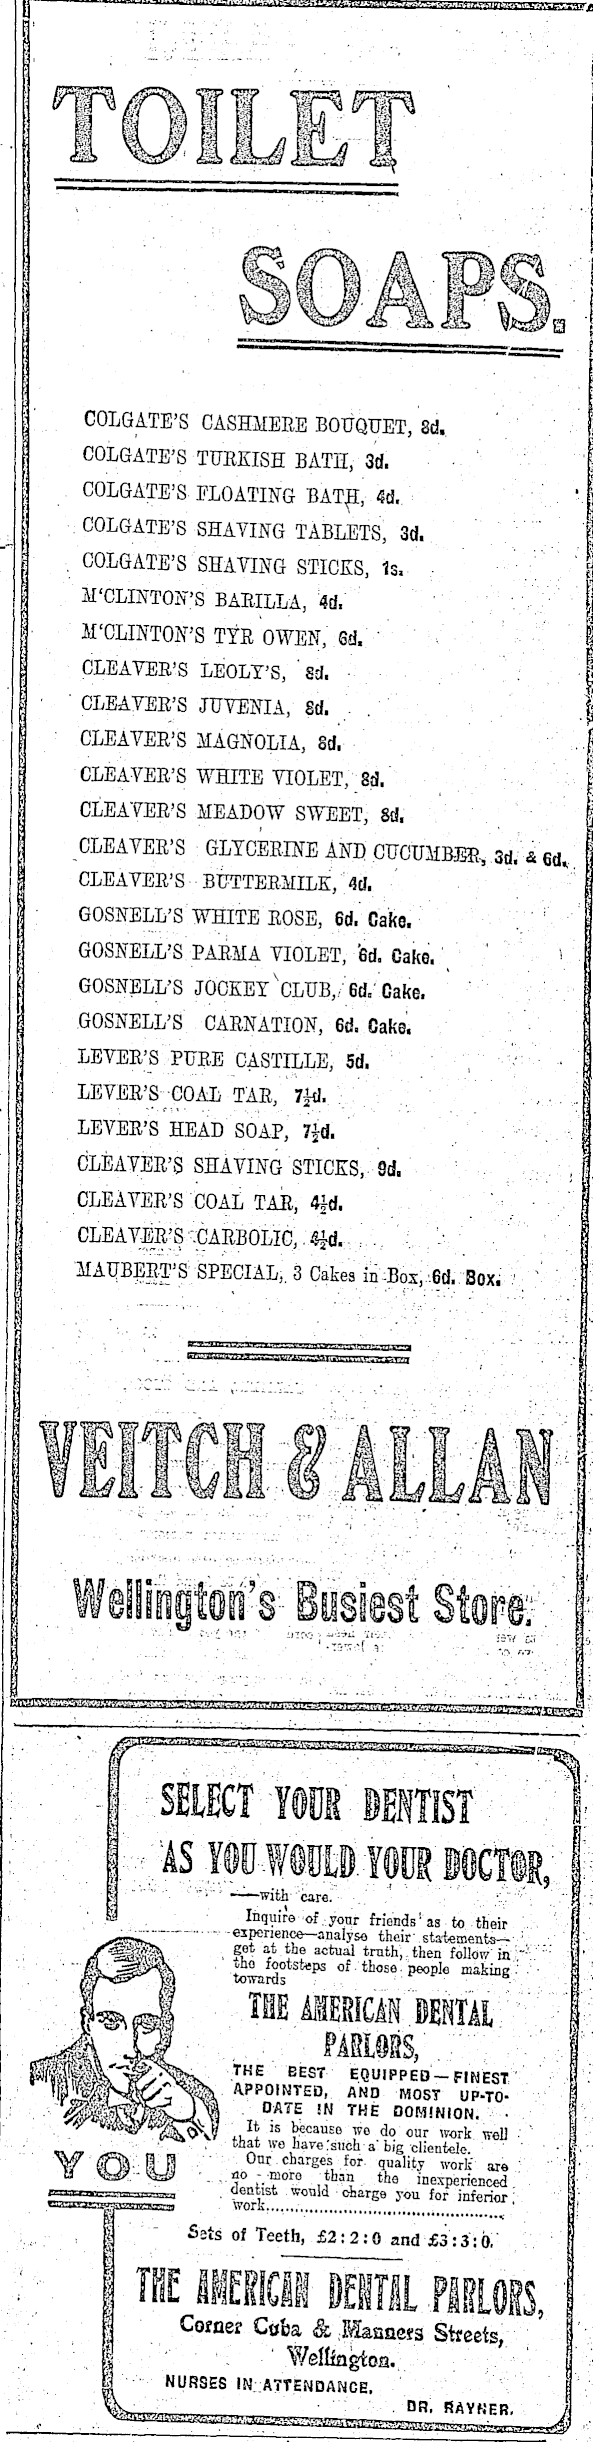 TOILET
SOAPS.
COLGATE'S CASHMERE BOUQUET, 8d.
COLGATE'S TURKISH BATH, 3d.
COLGATE'S FLOATING BATH, 4d.
COLGATE'S SHAVING TABLETS, 3d.
COLGATE'S SHAVING STICKS, 1s.
M'CLINTON'S BARILLA, 4d.
M'CLINTON'S TYR OWEN, 6d.
CLEAVER'S LEOLY'S, 8d.
CLEAVER'S JUVENIA, 8d.
CLEAVER'S MAGNOLIA, 8d.
CLEAVER'S WHITE VIOLET, 8d.
CLEAVER'S MEADOW SWEET, 8d.
CLEAVER'S GLYCERINE AND CUCUMBER, 3d. & 6d.
CLEAVER'S BUTTERMILK, 4d.
GOSNELL'S WHITE ROSE, 6d. Cake.
GOSNELL'S PARMA VIOLET, 6d. Cake.
GOSNELL'S JOCKEY CLUB, 6d. Cake.
GOSNELL'S CARNATION, 6d. Cake.
LEVER'S PURE CASTILLE, 5d.
LEVER'S COAL TAR, 7½d.
LEVER'S HEAD SOAP, 7½d.
CLEAVER'S SHAVING STICKS, 9d.
CLEAVER'S COAL TAR, 4½d.
CLEAVER'S CARBOLIC, 4½d.
MAUBERT'S SPECIAL, 3 Cakes in Box, 6d. Box.
VEITCH & ALLAN
Wellington's Busiest Store.
SELECT YOUR DENTIST
AS YOU WOULD YOUR DOCTOR,
—with care.
Inquire of your friends as to their
experience—analyse their statements—
get at the actual truth, then follow in
the footsteps of those people making
towards
THE AMERICAN DENTAL
PARLORS,
THE BEST EQUIPPED—FINEST
APPOINTED, AND MOST UP-TO-
DATE IN THE DOMINION.
It is because we do our work well
that we have such a big clientele.
Our charges for quality work are
no more than the inexperienced
dentist would charge you for inferior
work.......................................
YOU
Sets of Teeth, £2:2:0 and £3:3:0.
THE AMERICAN DENTAL PARLORS,
Corner Cuba & Manners Streets,
Wellington.
NURSES IN ATTENDANCE.
DR. RAYNER.